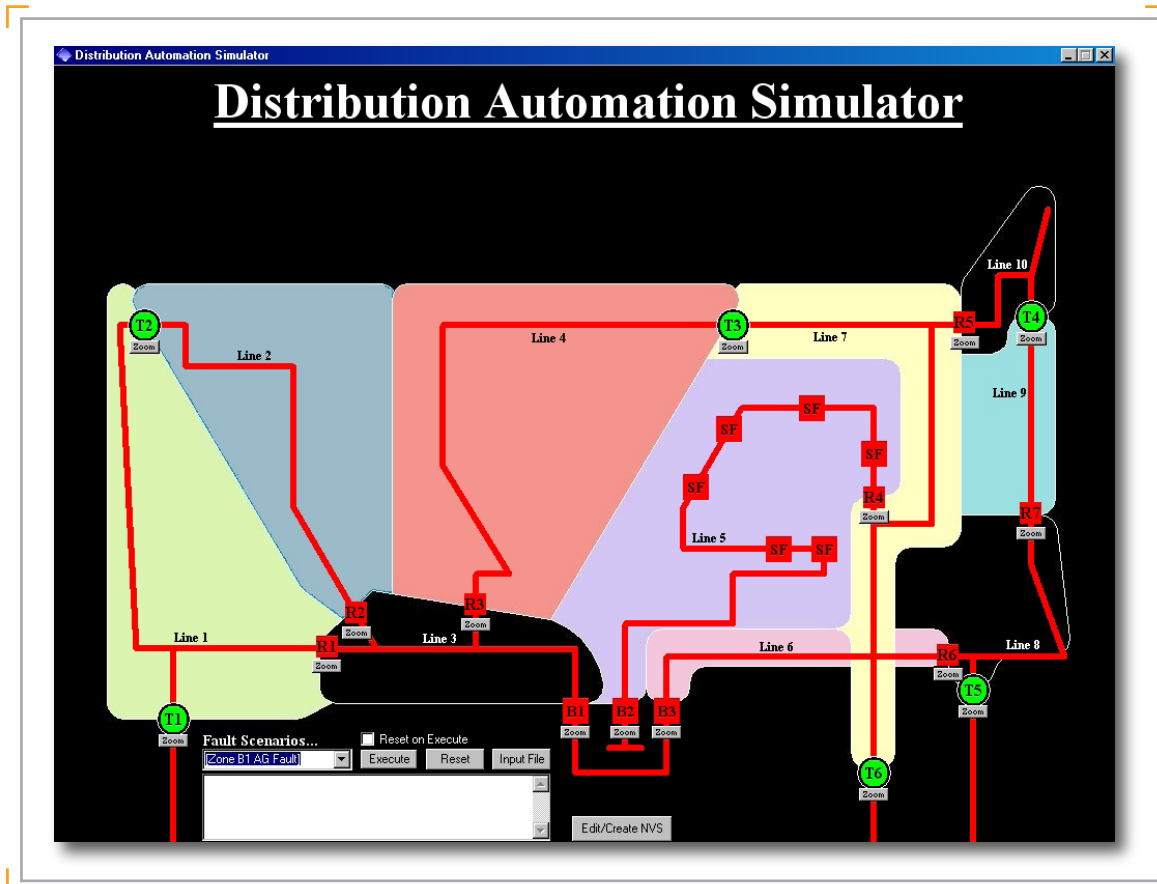 Distribution Automation Simulator
Distribution Automation Simulator
Line 10
R5
Zoom
T4
Zoom
T2
Zoom
Line 2
Line 4
T3
Zoom
Line 7
Line 9
SF
SF
SF
SF
R4
Zoom
R7
Zoom
Line 5
SF
SF
R2
Zoom
R3
Zoom
Line 1
R1
Zoom
Line 3
Line 6
R6
Zoom
Line 8
T5
Zoom
T1
Zoom
B1
Zoom
B2
Zoom
B3
Zoom
T6
Zoom
Fault Scenarios...
Reset on Execute
[Zone B1 AG Fault]
Execute
Reset
Input File
Edit/Create NVS